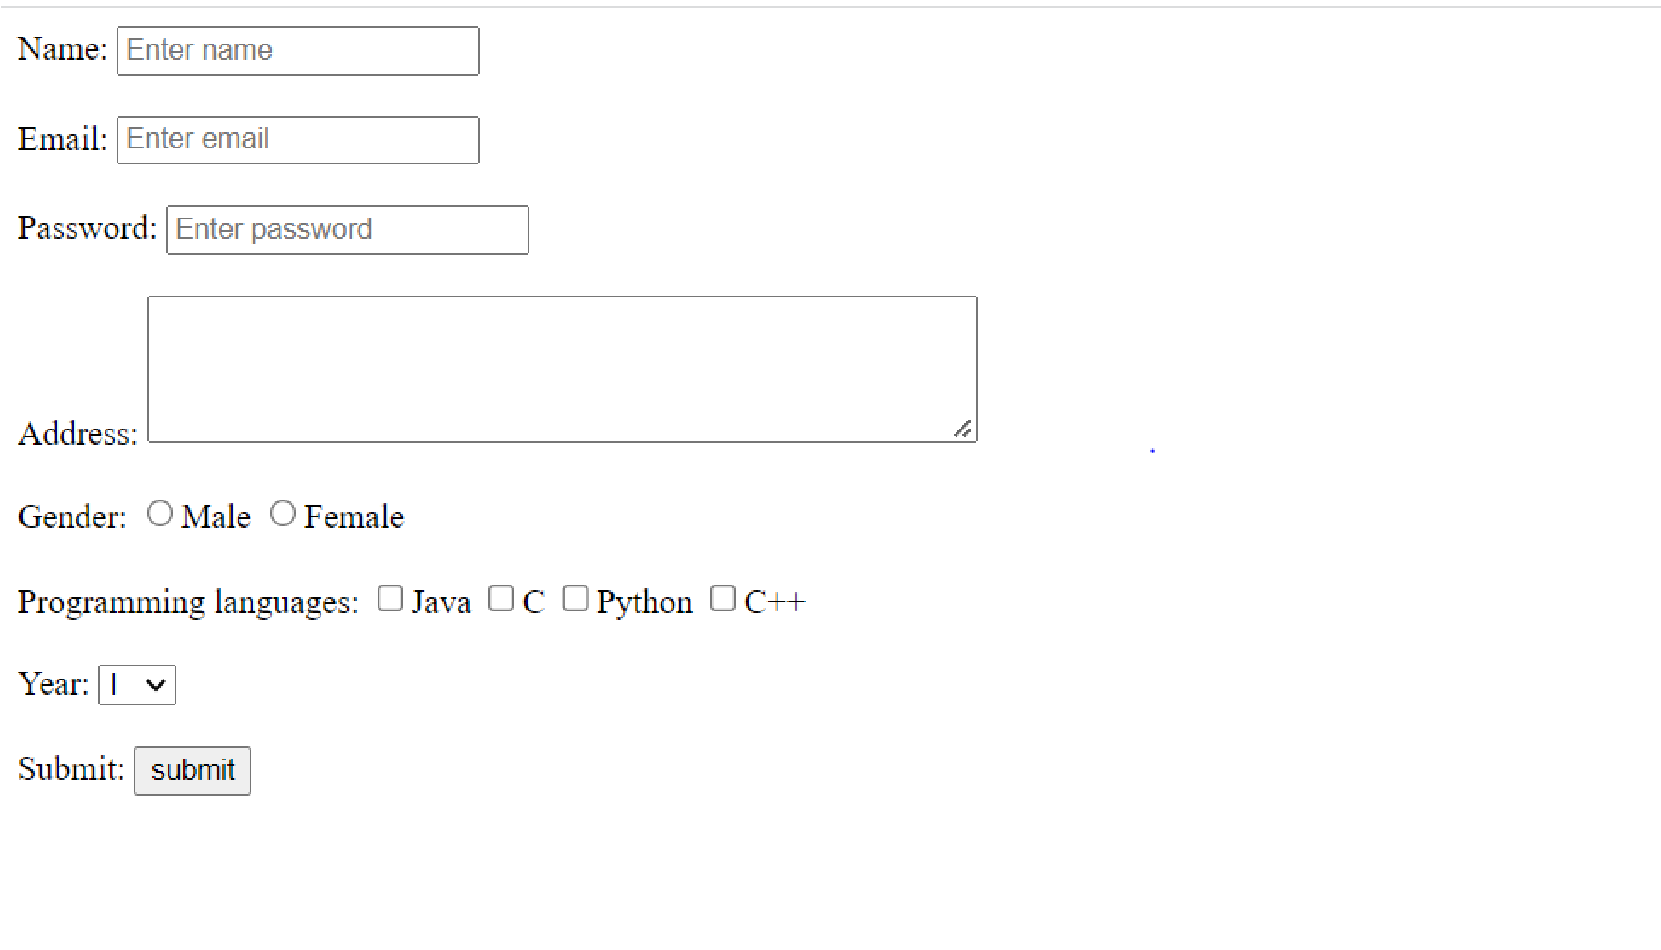 Name: Enter name
Email: Enter email
Password: Enter password
Address:
Gender: Male Female
Programming languages: Java C Python C++
Year: I
Submit: submit